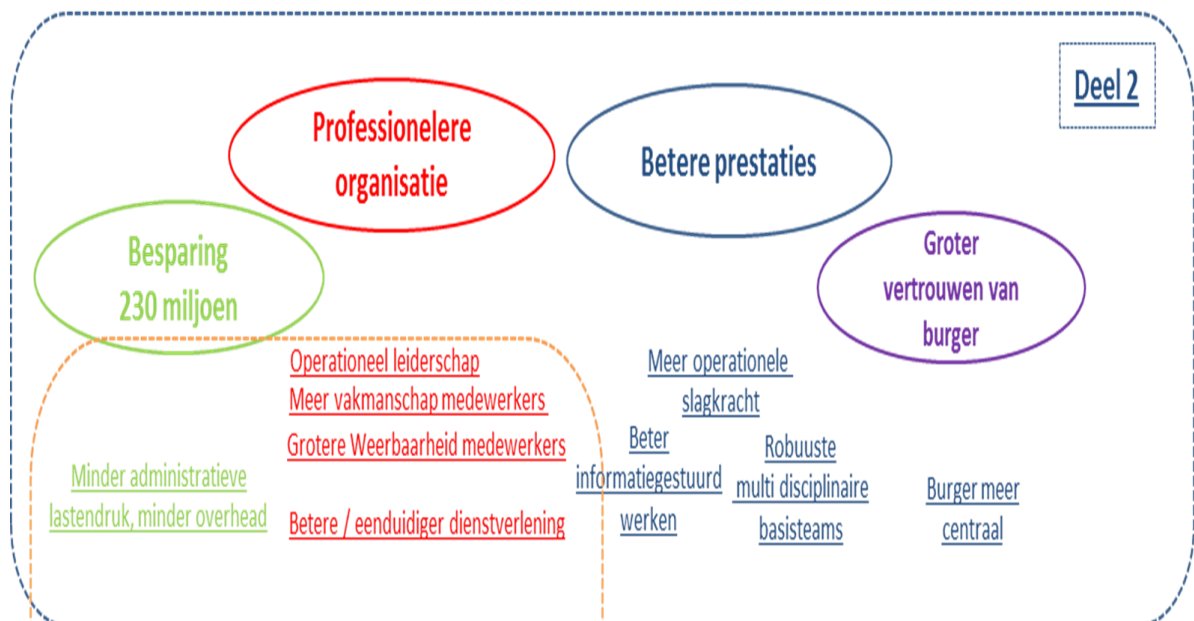 Deel 2
Professionelere
organisatie
Betere prestaties
Besparing
230 miljoen
Groter
vertrouwen van
burger
Operationeel leiderschap
Meer vakmanschap medewerkers
Grotere Weerbaarheid medewerkers
Betere / eenduidiger dienstverlening
Minder administratieve
lastendruk, minder overhead
Meer operationele
slagkracht
Beter
informatiegestuurd
werken
Robuuste
multi disciplinaire
basisteams
Burger meer
centraal